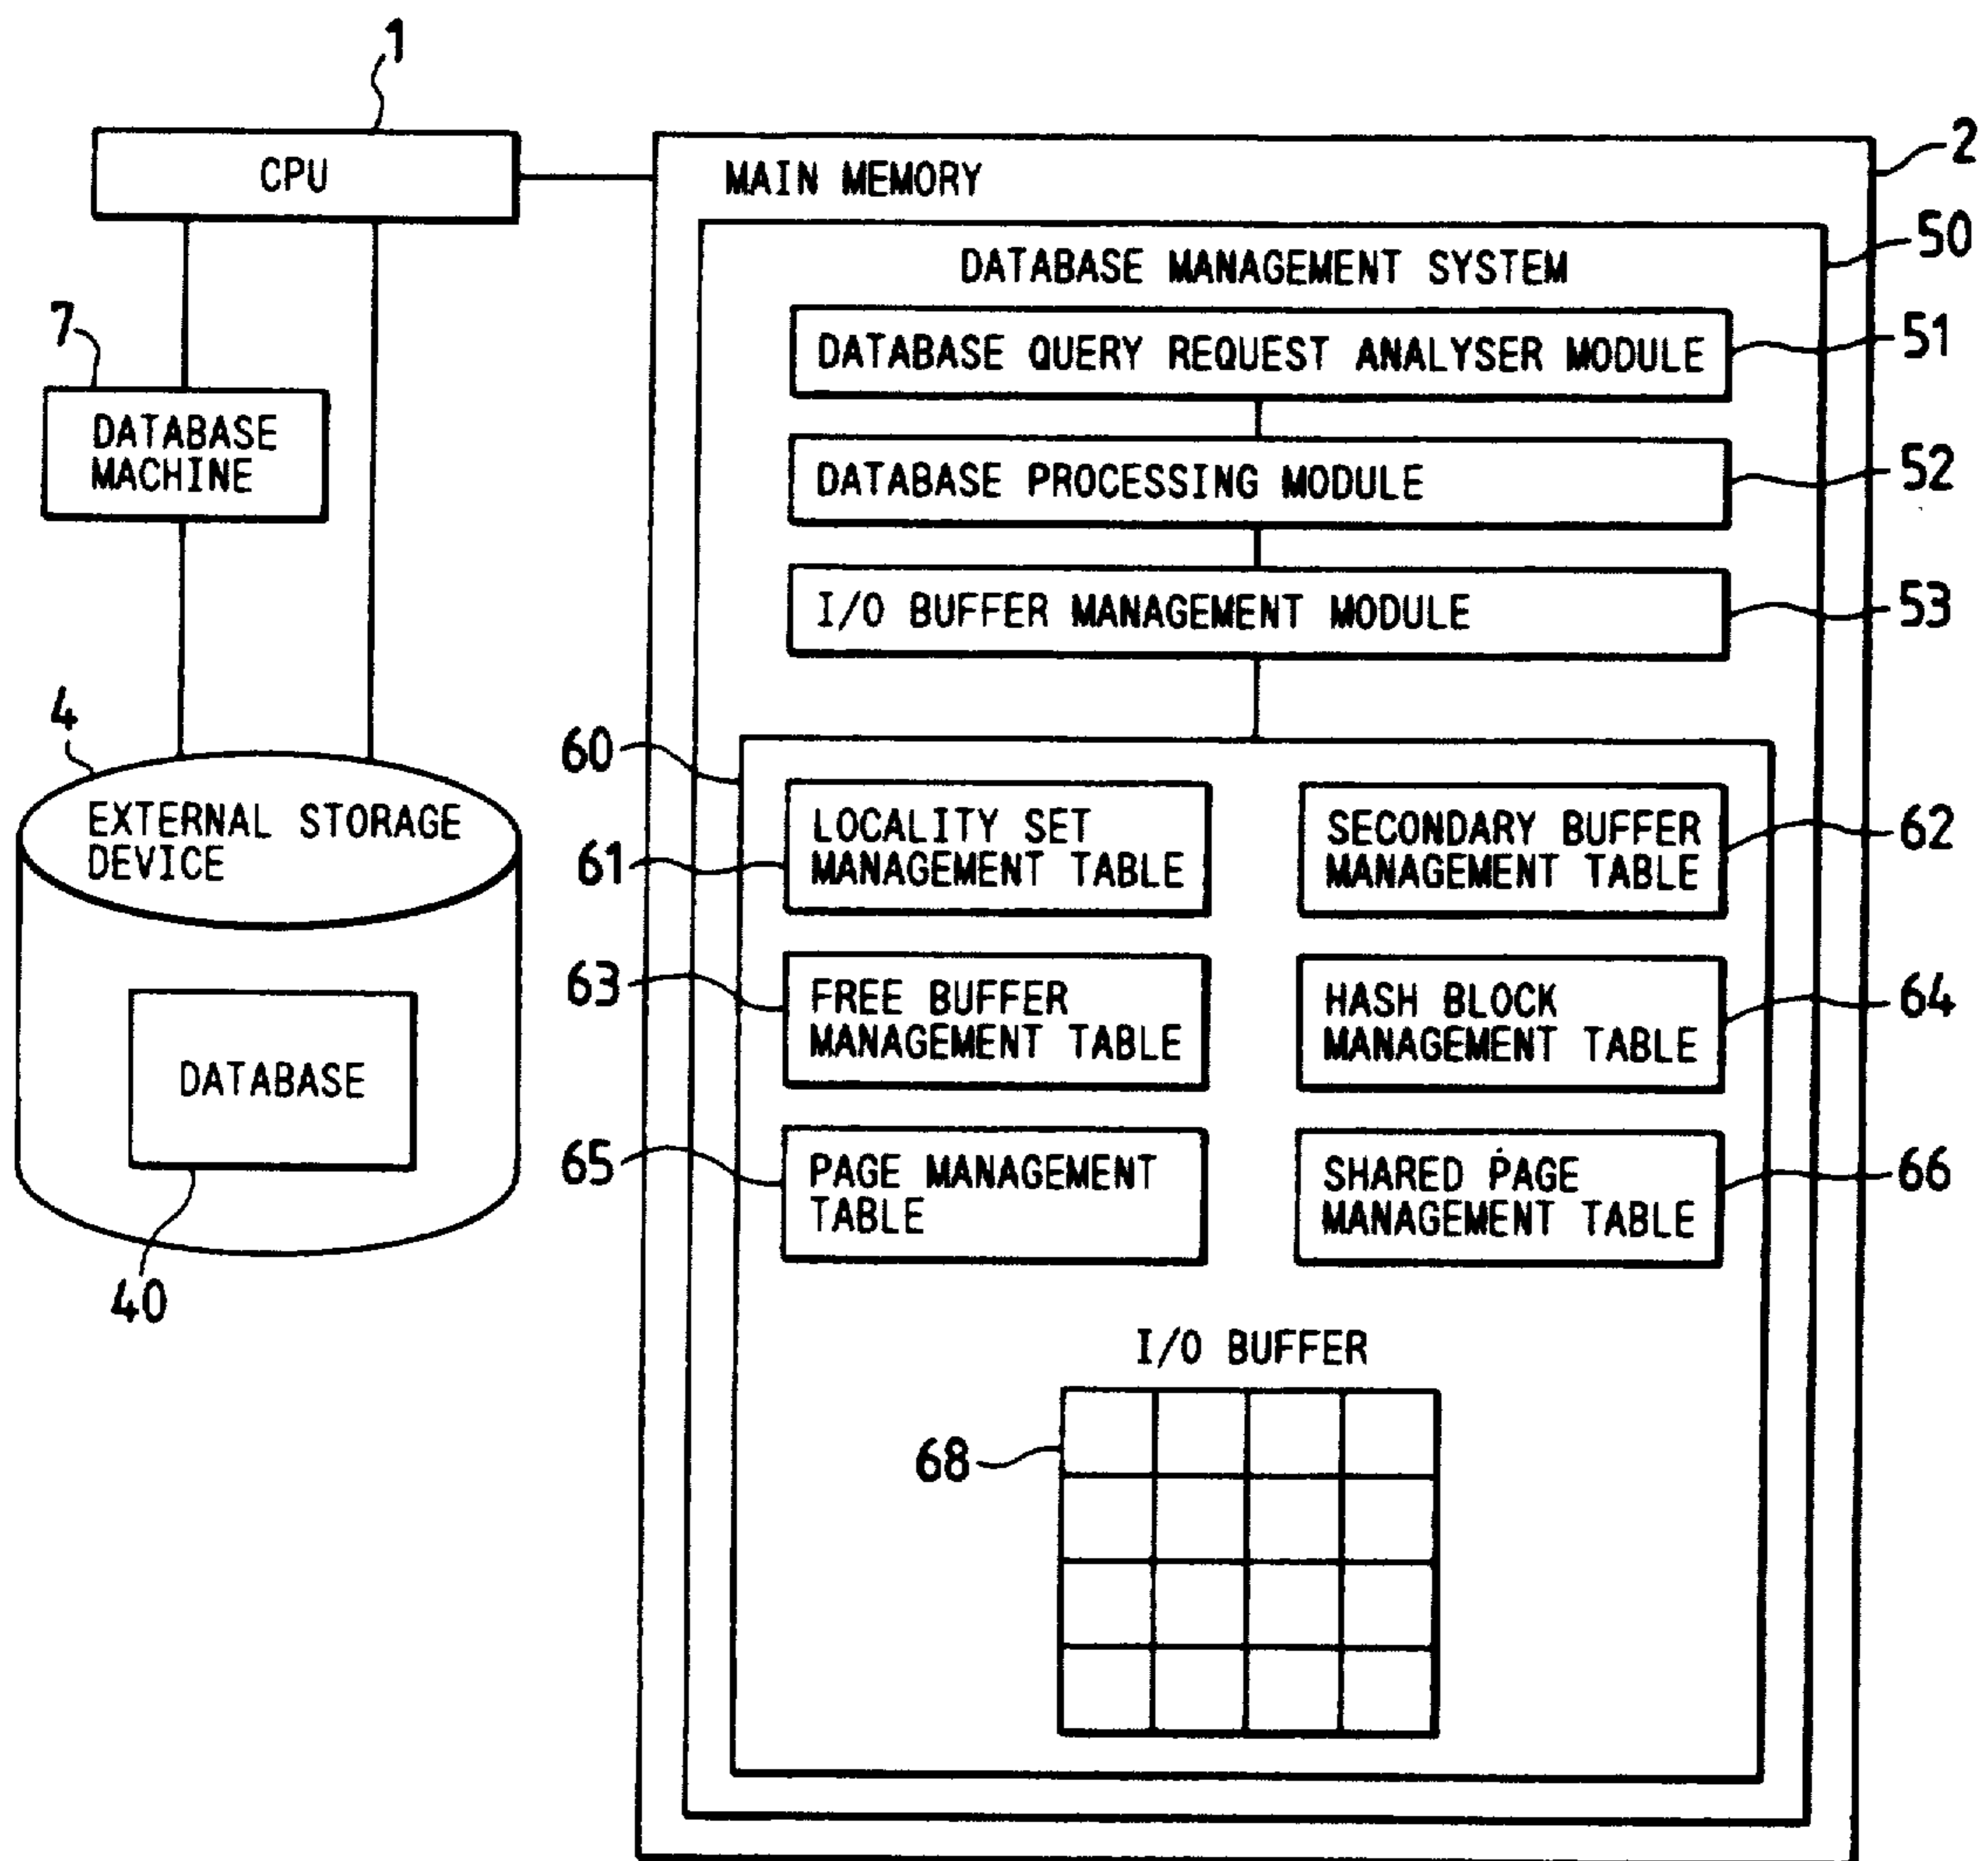 1
CPU
2
MAIN MEMORY
50
DATABASE MANAGEMENT SYSTEM
7
DATABASE
MACHINE
51
DATABASE QUERY REQUEST ANALYSER MODULE
52
DATABASE PROCESSING MODULE
53
I/O BUFFER MANAGEMENT MODULE
4
EXTERNAL STORAGE
DEVICE
DATABASE
40
60
61
LOCALITY SET
MANAGEMENT TABLE
SECONDARY BUFFER
MANAGEMENT TABLE
62
63
FREE BUFFER
MANAGEMENT TABLE
HASH BLOCK
MANAGEMENT TABLE
64
65
PAGE MANAGEMENT
TABLE
SHARED PAGE
MANAGEMENT TABLE
66
I/O BUFFER
68